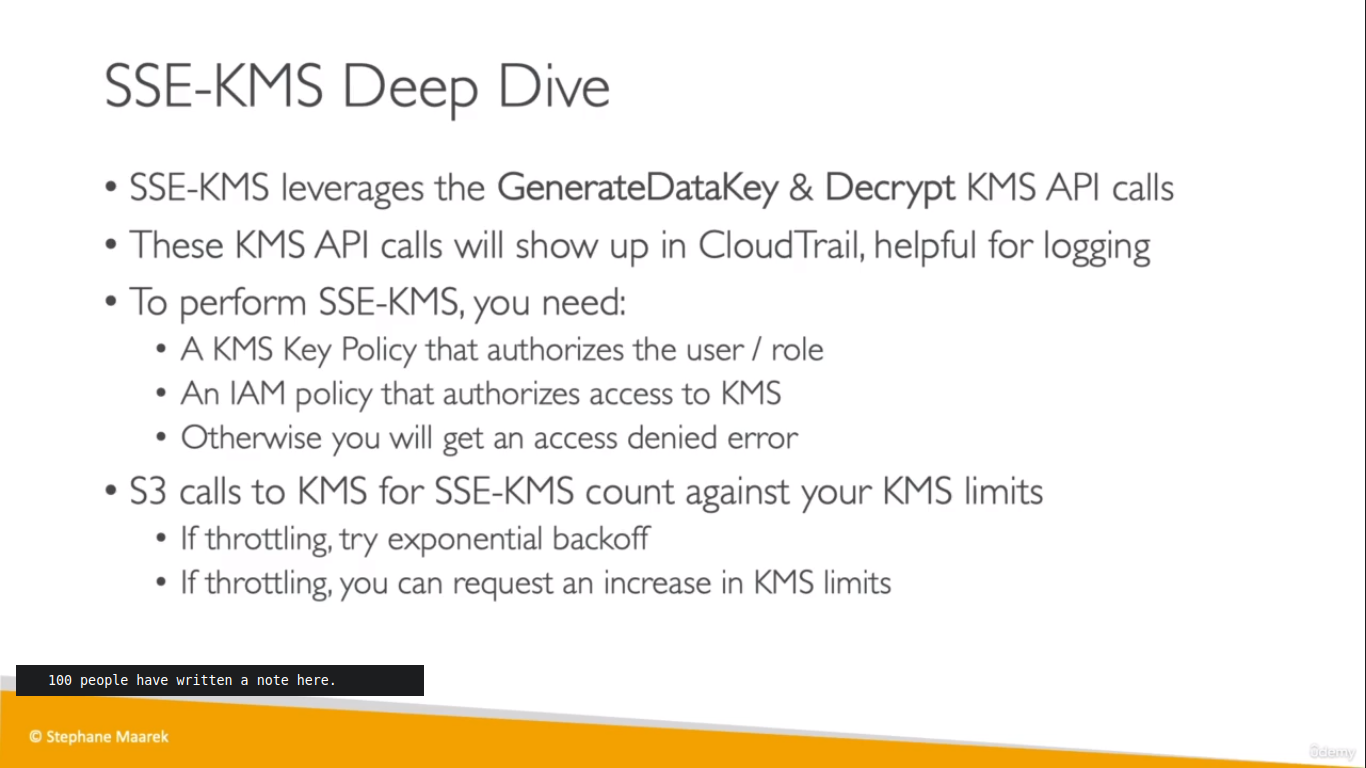 SSE-KMS Deep Dive
• SSE-KMS leverages the GenerateDataKey & Decrypt KMS API calls
• These KMS API calls will show up in CloudTrail, helpful for logging
• To perform SSE-KMS, you need:
• A KMS Key Policy that authorizes the user / role
• An IAM policy that authorizes access to KMS
• Otherwise you will get an access denied error
• S3 calls to KMS for SSE-KMS count against your KMS limits
• If throttling, try exponential backoff
• If throttling, you can request an increase in KMS limits
100 people have written a note here.
© Stephane Maarek
ûdemy